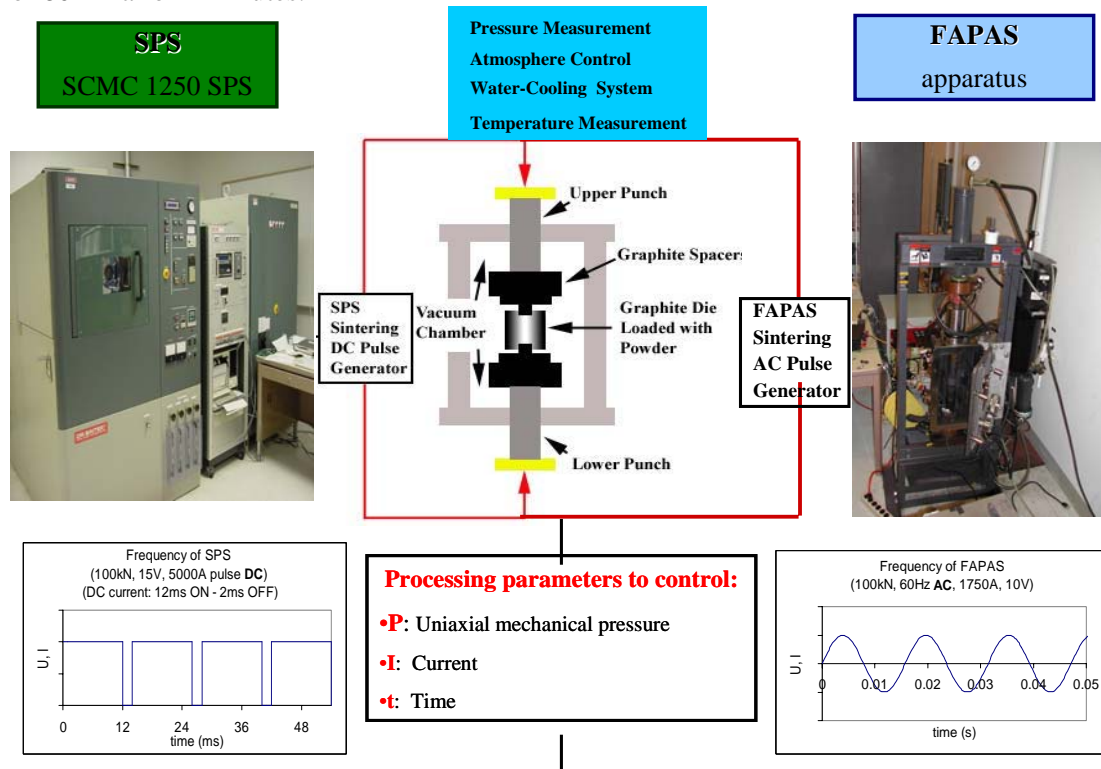 SPS
SCMC 1250 SPS
Pressure Measurement
Atmosphere Control
Water-Cooling System
Temperature Measurement
FAPAS
apparatus
Upper Punch
Graphite Spacers
Vacuum
Chamber
Graphite Die
Loaded with
Powder
Lower Punch
SPS
Sintering
DC Pulse
Generator
FAPAS
Sintering
AC Pulse
Generator
Frequency of SPS
(100kN, 15V, 5000A pulse DC)
(DC current: 12ms ON - 2ms OFF)
U, I
0 12 24 36 48
time (ms)
Processing parameters to control:
•P: Uniaxial mechanical pressure
•I: Current
•t: Time
Frequency of FAPAS
(100kN, 60Hz AC, 1750A, 10V)
U, I
0 0.01 0.02 0.03 0.04 0.05
time (s)